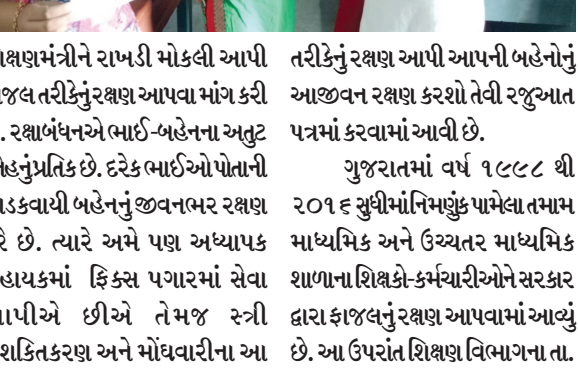 ક્ષણમંત્રીને રાખડી મોકલી આપી
જલ તરીકેનું રક્ષણ આપવા માંગ કરી
. રક્ષાબંધનએ ભાઈ-બહેનના અતુટ
નેહનું પ્રતિક છે. દરેક ભાઈઓ પોતાની
ાડકવાયી બહેનનું જીવનભર રક્ષણ
રે છે. ત્યારે અમે પણ અધ્યાપક
હાયકમાં ફિક્સ પગારમાં સેવા
ાપીએ છીએ તેમજ સ્ત્રી
શકિતકરણ અને મોંઘવારીના આ
તરીકેનું રક્ષણ આપી આપની બહેનોનું
આજીવન રક્ષણ કરશો તેવી રજુઆત
પત્રમાં કરવામાં આવી છે.
ગુજરાતમાં વર્ષ ૧૯૯૮ થી
૨૦૧૬ સુધીમાં નિમણુંક પામેલા તમામ
માધ્યમિક અને ઉચ્ચતર માધ્યમિક
શાળાના શિક્ષકો-કર્મચારીઓને સરકાર
દ્વારા ફાજલનું રક્ષણ આપવામાં આવ્યું
છે. આ ઉપરાંત શિક્ષણ વિભાગના તા.